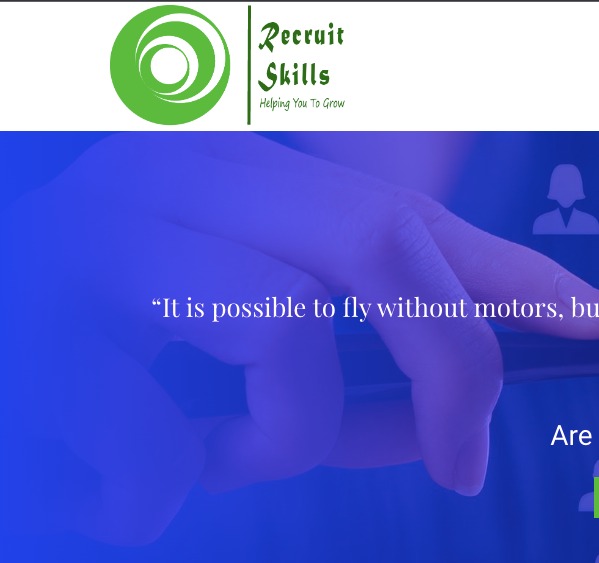 Recruit
Skills
Helping You To Grow
“It is possible to fly without motors, bu
Are